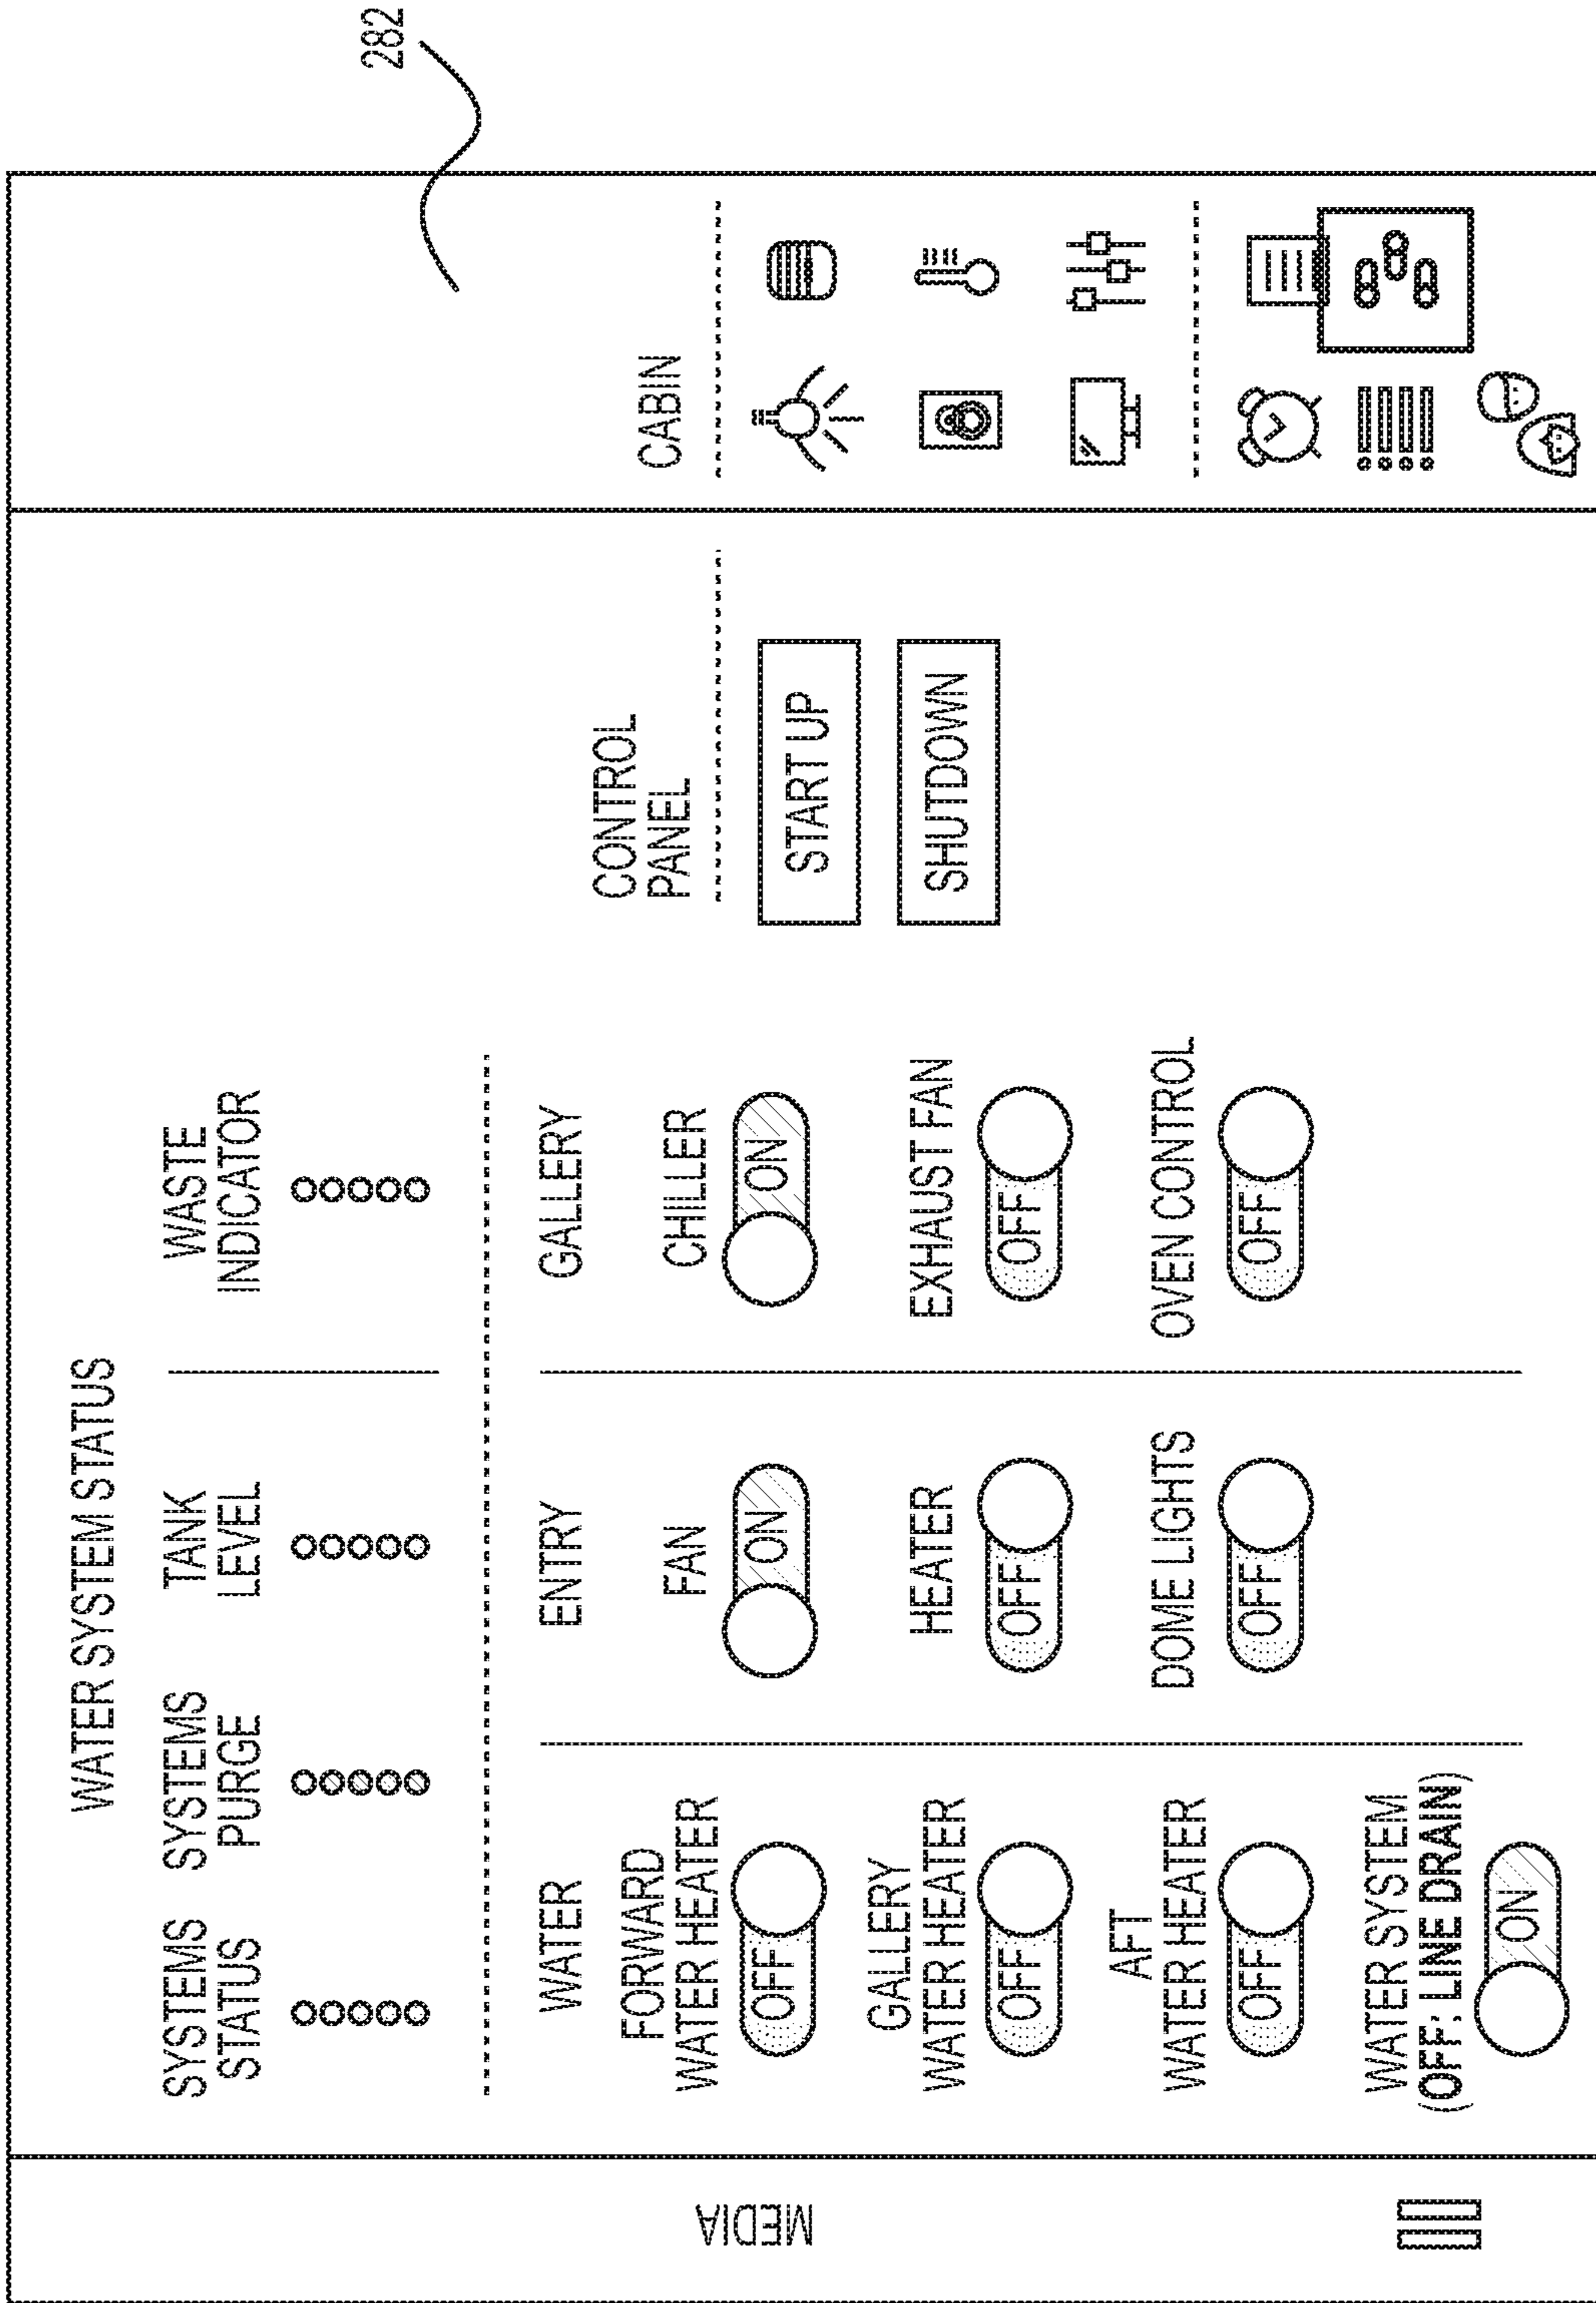 282
WATER SYSTEM STATUS
SYSTEMS
STATUS
SYSTEMS
PURGE
TANK
LEVEL
WASTE
INDICATOR
WATER
FORWARD
WATER HEATER
OFF
GALLERY
WATER HEATER
OFF
AFT
WATER HEATER
OFF
WATER SYSTEM
(OFF: LINE DRAIN)
ON
ENTRY
FAN
ON
HEATER
OFF
DOME LIGHTS
OFF
GALLERY
CHILLER
ON
EXHAUST FAN
OFF
OVEN CONTROL
OFF
CONTROL
PANEL
START UP
SHUTDOWN
CABIN
MEDIA